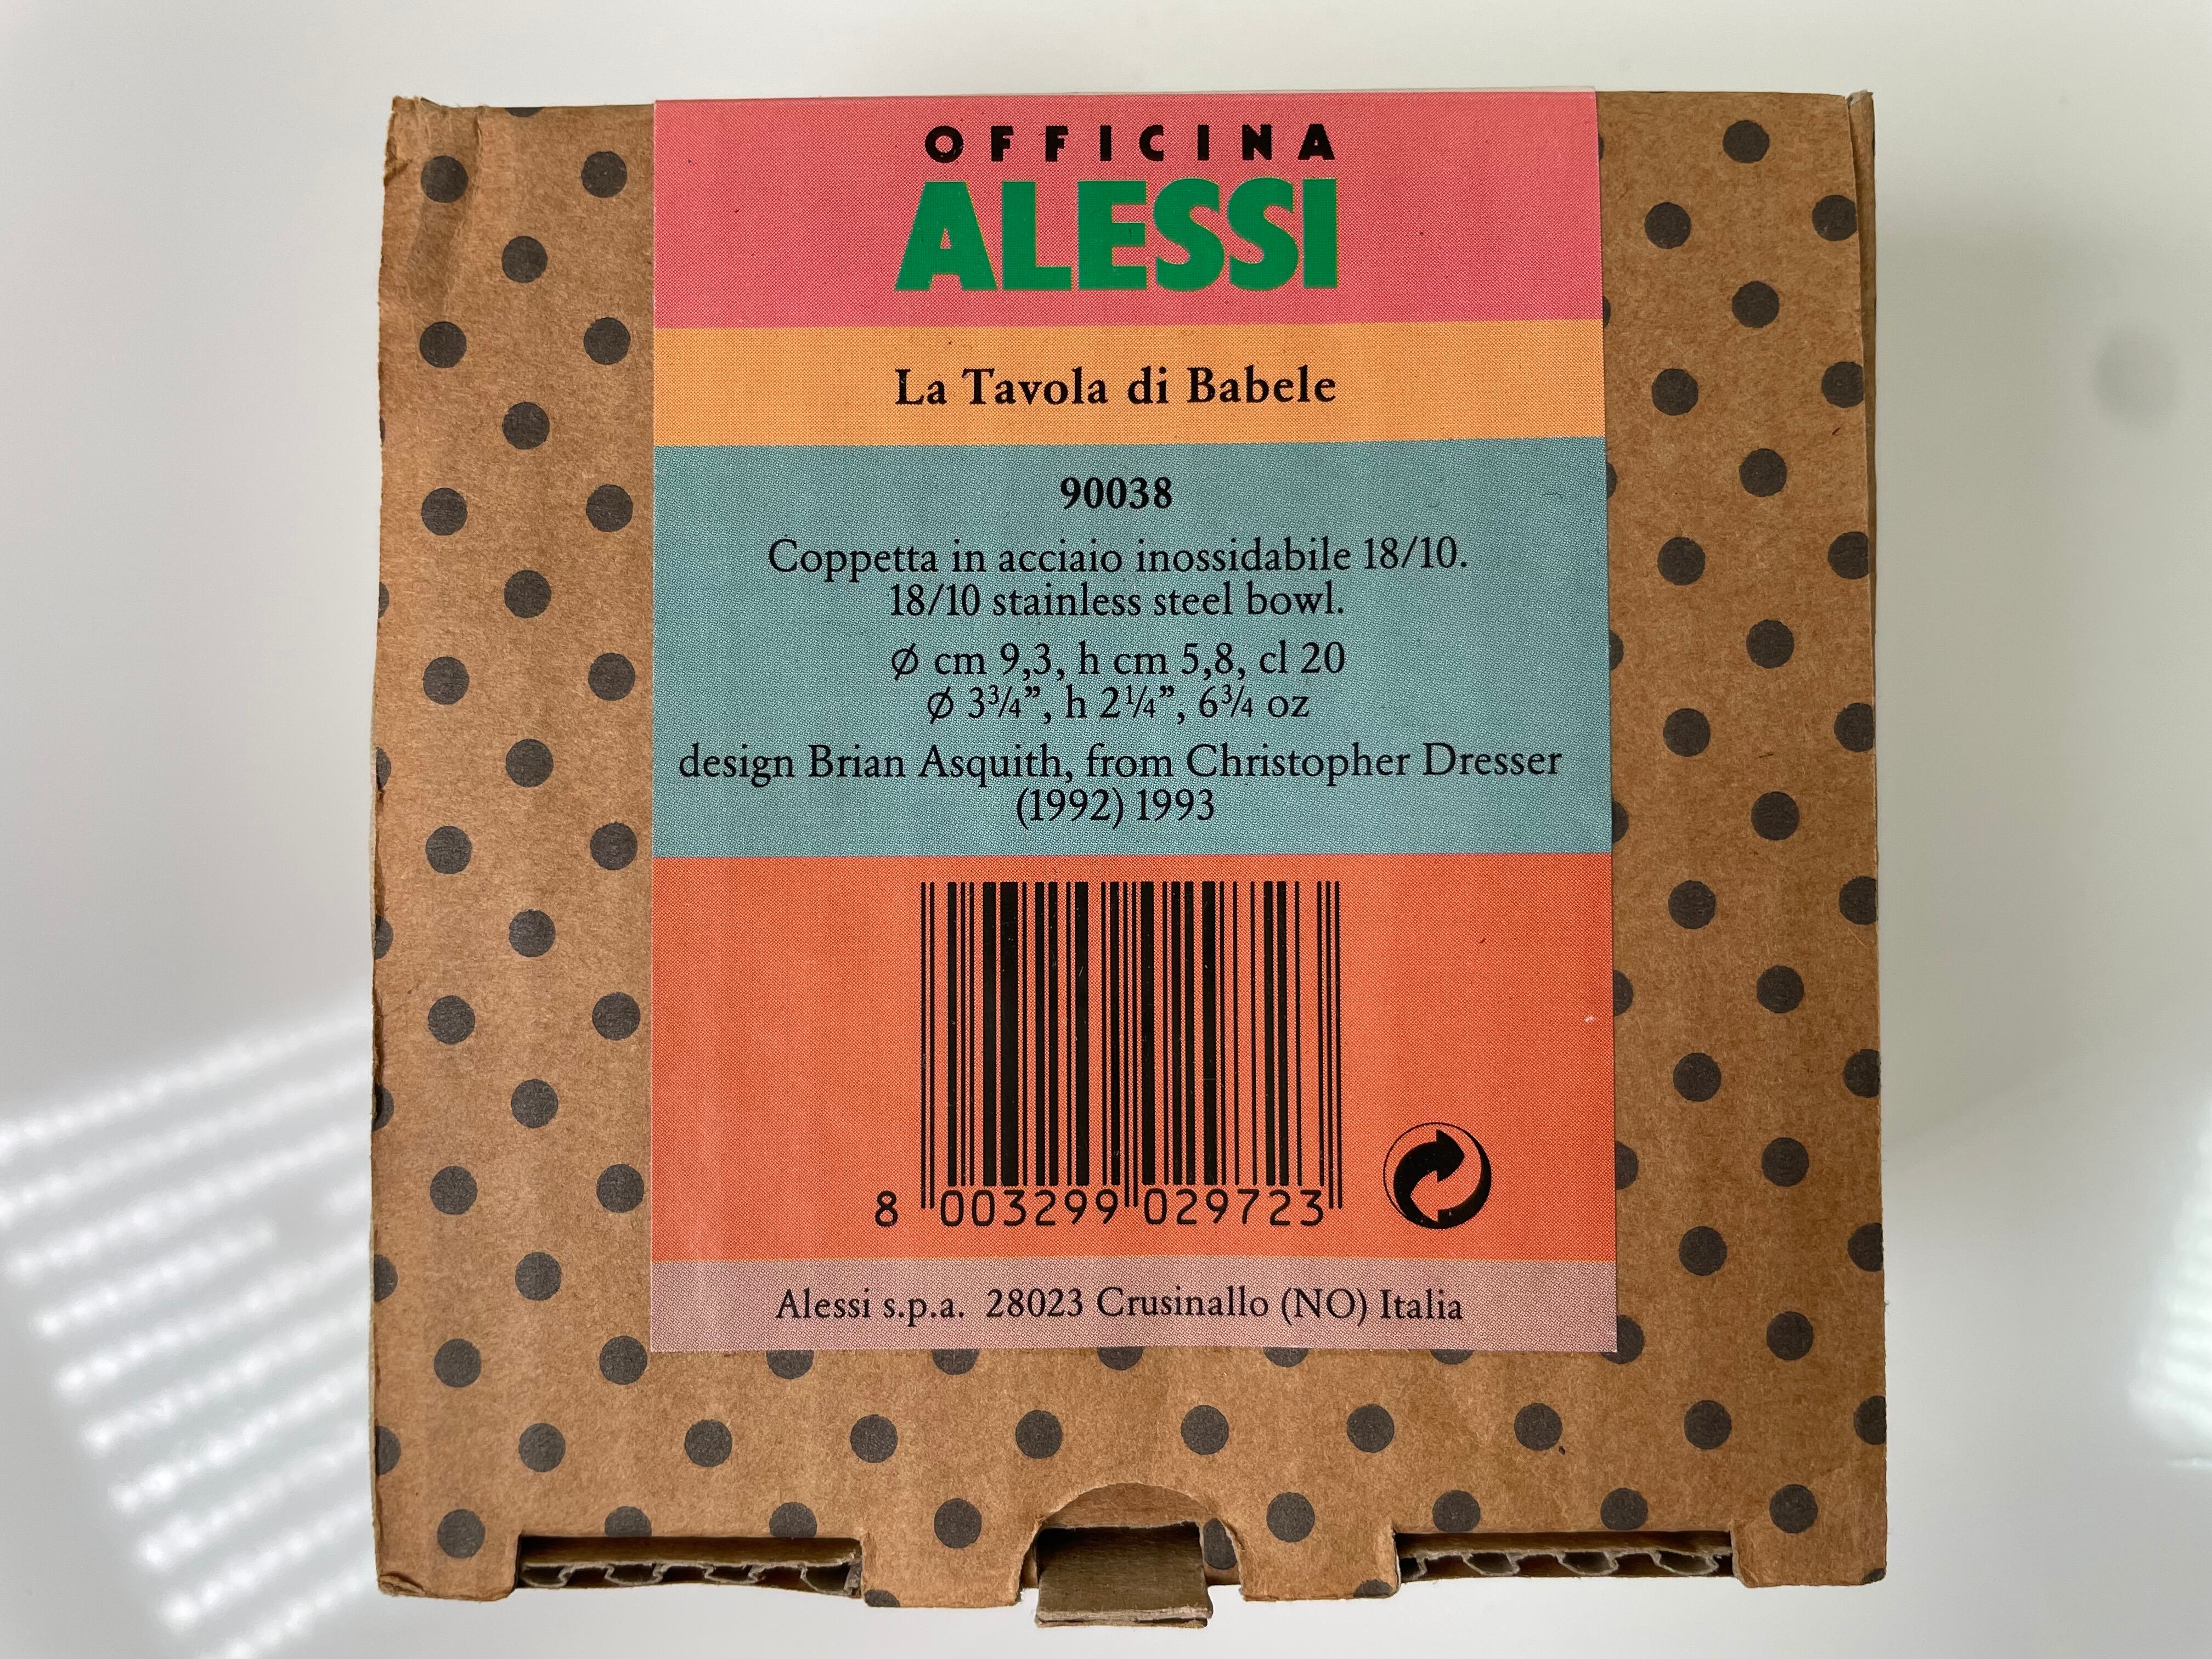 OFFICINA
ALESSI
La Tavola di Babele
90038
Coppetta in acciaio inossidabile 18/10.
18/10 stainless steel bowl.
Ø cm 9,3, h cm 5,8, cl 20
Ø 3¾”, h 2¼”, 6¾ oz
design Brian Asquith, from Christopher Dresser
(1992) 1993
8 003299 029723
Alessi s.p.a. 28023 Crusinallo (NO) Italia